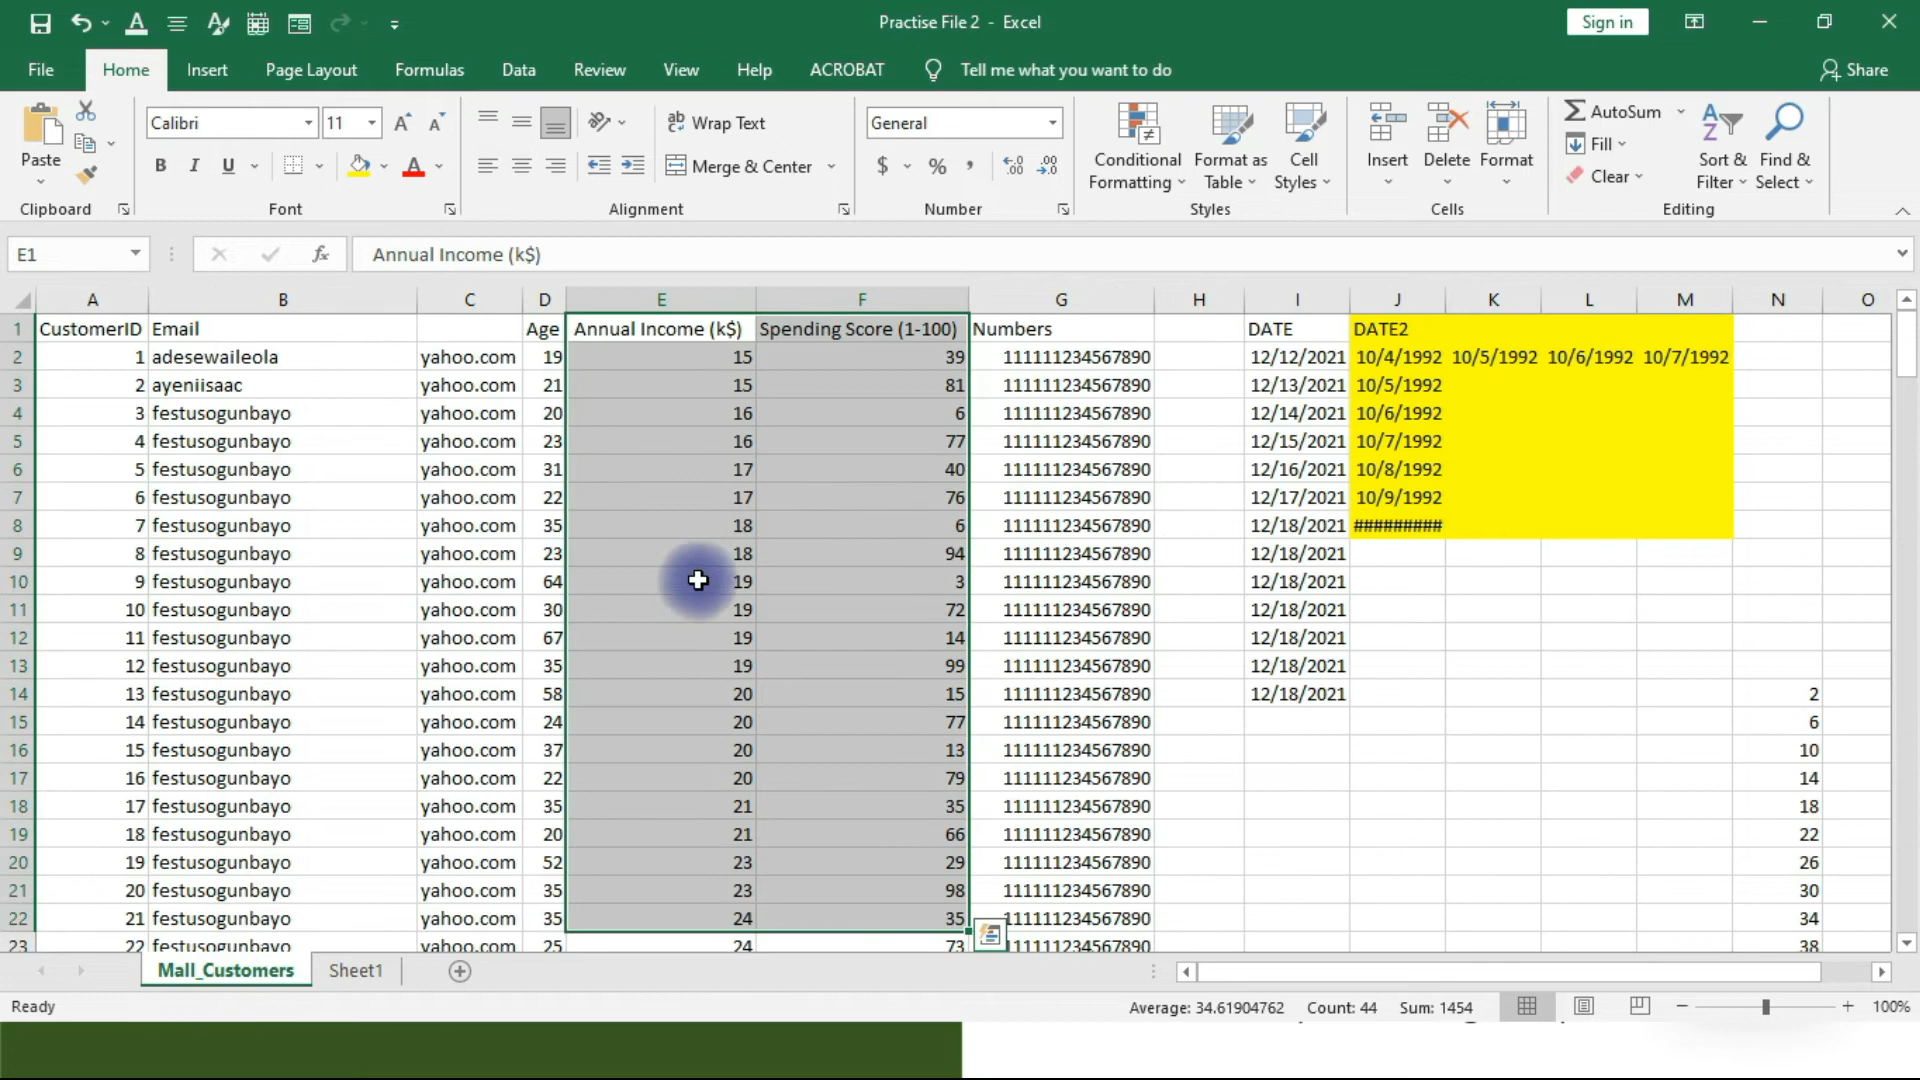 Practise File 2 - Excel
Sign in
File Home Insert Page Layout Formulas Data Review View Help ACROBAT Tell me what you want to do Share
Paste
Clipboard
Calibri 11
B I U
Font
ab Wrap Text
Merge & Center
Alignment
General
$ % ,
Number
Conditional Formatting
Format as Table
Cell Styles
Styles
Insert
Delete
Format
Cells
AutoSum
Fill
Clear
Sort & Filter
Find & Select
Editing
E1 fx Annual Income (k$)
A B C D E F G H I J K L M N O
1 CustomerID Email Age Annual Income (k$) Spending Score (1-100) Numbers DATE DATE2
2 1 adesewaileola yahoo.com 19 15 39 111111234567890 12/12/2021 10/4/1992 10/5/1992 10/6/1992 10/7/1992
3 2 ayeniisaac yahoo.com 21 15 81 111111234567890 12/13/2021 10/5/1992
4 3 festusogunbayo yahoo.com 20 16 6 111111234567890 12/14/2021 10/6/1992
5 4 festusogunbayo yahoo.com 23 16 77 111111234567890 12/15/2021 10/7/1992
6 5 festusogunbayo yahoo.com 31 17 40 111111234567890 12/16/2021 10/8/1992
7 6 festusogunbayo yahoo.com 22 17 76 111111234567890 12/17/2021 10/9/1992
8 7 festusogunbayo yahoo.com 35 18 6 111111234567890 12/18/2021 #########
9 8 festusogunbayo yahoo.com 23 18 94 111111234567890 12/18/2021
10 9 festusogunbayo yahoo.com 64 19 3 111111234567890 12/18/2021
11 10 festusogunbayo yahoo.com 30 19 72 111111234567890 12/18/2021
12 11 festusogunbayo yahoo.com 67 19 14 111111234567890 12/18/2021
13 12 festusogunbayo yahoo.com 35 19 99 111111234567890 12/18/2021
14 13 festusogunbayo yahoo.com 58 20 15 111111234567890 12/18/2021 2
15 14 festusogunbayo yahoo.com 24 20 77 111111234567890 6
16 15 festusogunbayo yahoo.com 37 20 13 111111234567890 10
17 16 festusogunbayo yahoo.com 22 20 79 111111234567890 14
18 17 festusogunbayo yahoo.com 35 21 35 111111234567890 18
19 18 festusogunbayo yahoo.com 20 21 66 111111234567890 22
20 19 festusogunbayo yahoo.com 52 23 29 111111234567890 26
21 20 festusogunbayo yahoo.com 35 23 98 111111234567890 30
22 21 festusogunbayo yahoo.com 35 24 35 111111234567890 34
23 22 festusogunbayo yahoo.com 25 24 73 111111234567890 38
Mall_Customers Sheet1
Ready Average: 34.61904762 Count: 44 Sum: 1454 100%